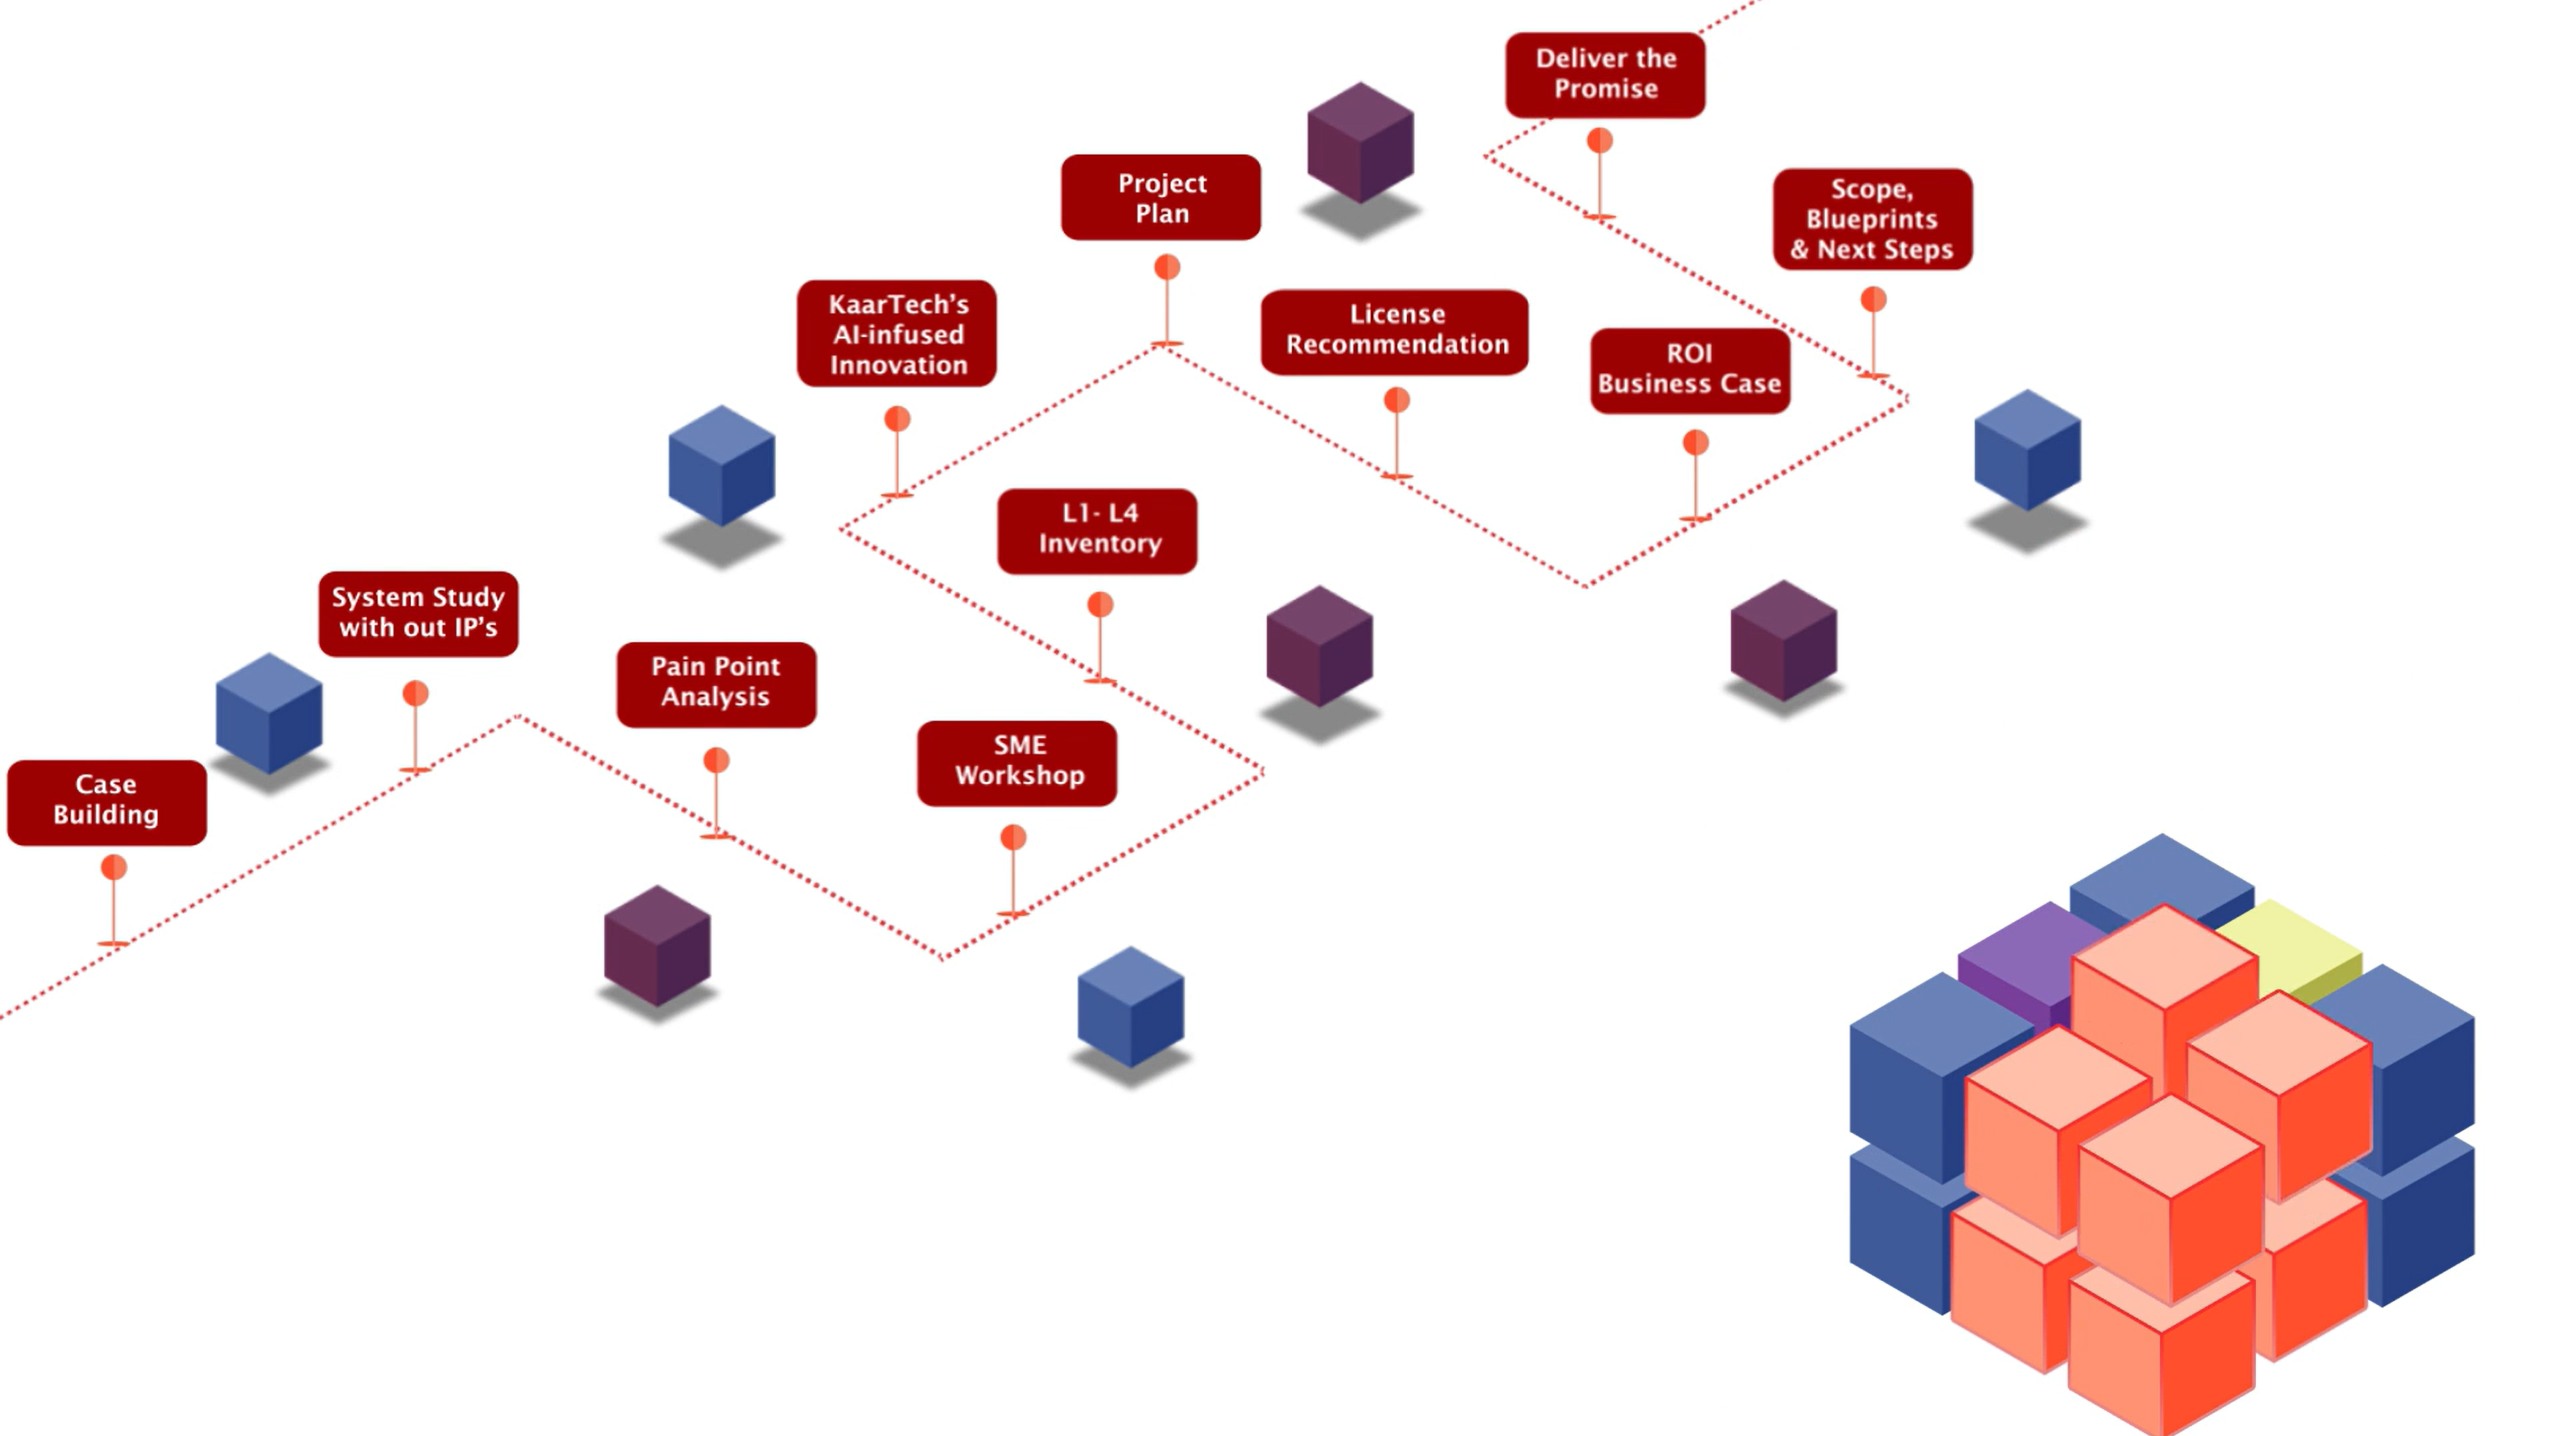 Case
Building
System Study
with out IP’s
Pain Point
Analysis
SME
Workshop
L1- L4
Inventory
KaarTech’s
AI-infused
Innovation
Project
Plan
License
Recommendation
ROI
Business Case
Scope,
Blueprints
& Next Steps
Deliver the
Promise